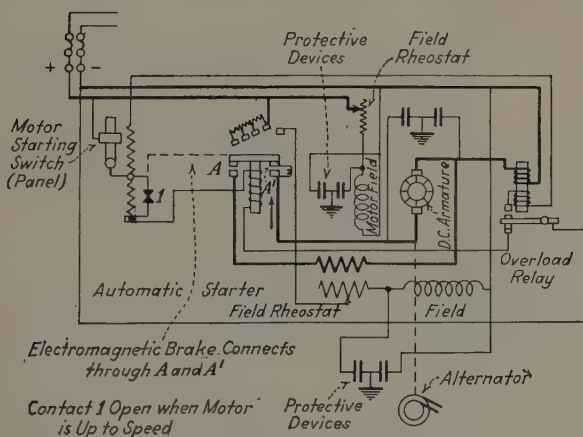 Protective
Devices
Field
Rheostat
+ -
Motor
Starting
Switch
(Panel)
1
A
A'
Motor Field
D.C. Armature
Overload
Relay
Automatic Starter
Field Rheostat
Field
Electromagnetic Brake Connects
through A and A'
Contact 1 Open when Motor
is Up to Speed
Protective
Devices
Alternator